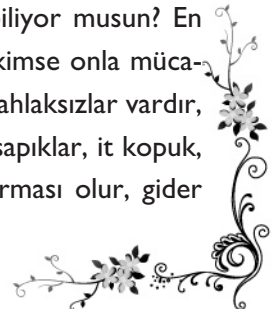 biliyor musun? En
kimse onla müca-
ahlaksızlar vardır,
sapıklar, it kopuk,
rması olur, gider